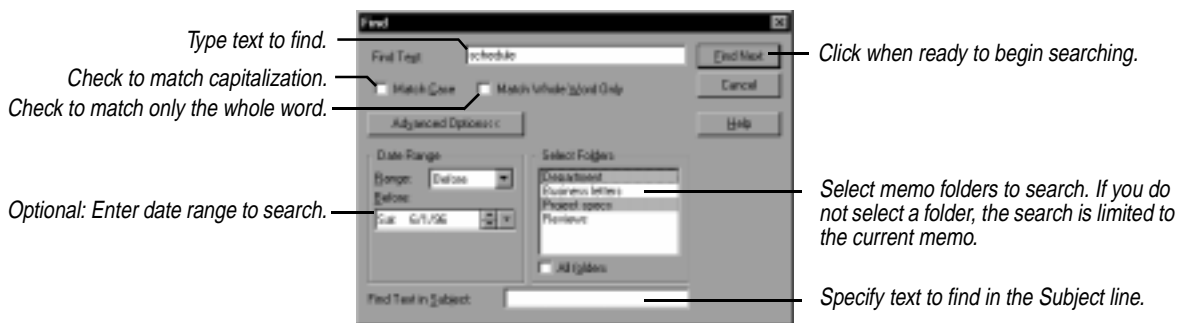 Find
Type text to find.
Find Text: schedule
Find Next
Click when ready to begin searching.
Check to match capitalization.
Match Case
Match Whole Word Only
Cancel
Check to match only the whole word.
Advanced Options<<
Help
Date Range
Select Folders
Range: Before
Department
Business letters
Project specs
Reviews
Before:
Sat 6/1/96
Optional: Enter date range to search.
Select memo folders to search. If you do
not select a folder, the search is limited to
the current memo.
All folders
Find Text in Subject:
Specify text to find in the Subject line.